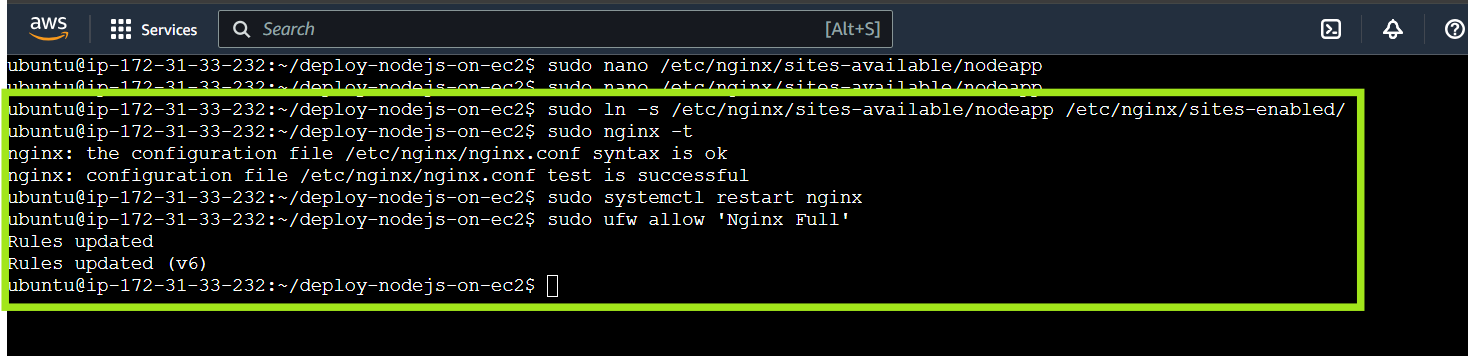 aws
Services
Search
[Alt+S]
ubuntu@ip-172-31-33-232:~/deploy-nodejs-on-ec2$ sudo nano /etc/nginx/sites-available/nodeapp
ubuntu@ip-172-31-33-232:~/deploy-nodejs-on-ec2$ sudo nano /etc/nginx/sites-available/nodeapp
ubuntu@ip-172-31-33-232:~/deploy-nodejs-on-ec2$ sudo ln -s /etc/nginx/sites-available/nodeapp /etc/nginx/sites-enabled/
ubuntu@ip-172-31-33-232:~/deploy-nodejs-on-ec2$ sudo nginx -t
nginx: the configuration file /etc/nginx/nginx.conf syntax is ok
nginx: configuration file /etc/nginx/nginx.conf test is successful
ubuntu@ip-172-31-33-232:~/deploy-nodejs-on-ec2$ sudo systemctl restart nginx
ubuntu@ip-172-31-33-232:~/deploy-nodejs-on-ec2$ sudo ufw allow 'Nginx Full'
Rules updated
Rules updated (v6)
ubuntu@ip-172-31-33-232:~/deploy-nodejs-on-ec2$